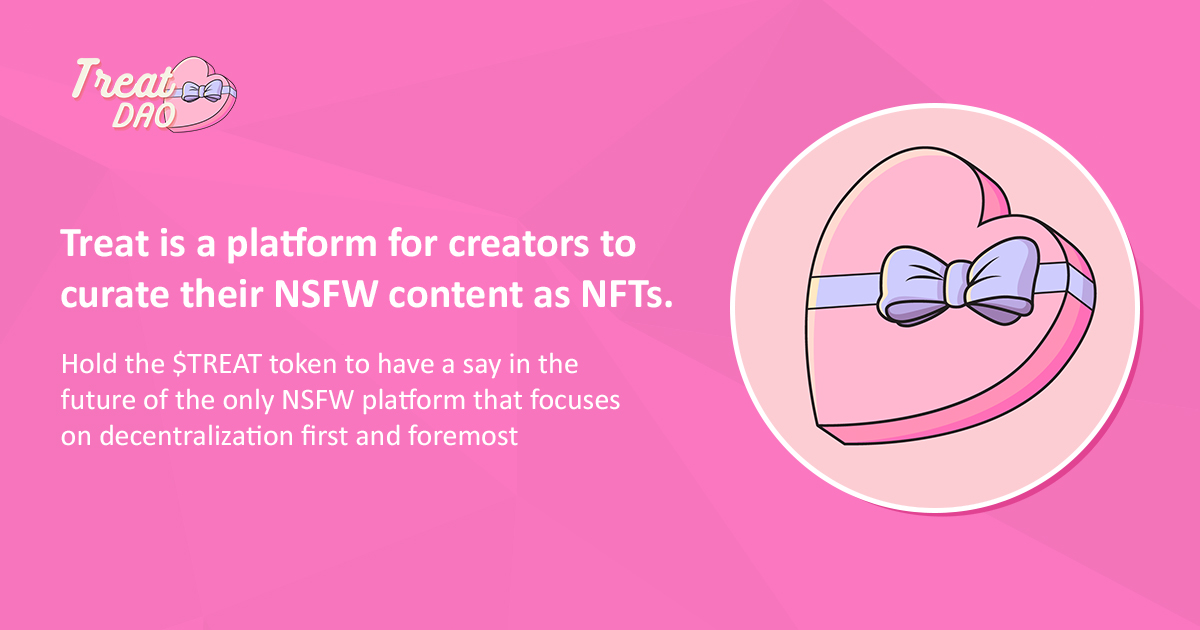 Treat
DAO
Treat is a platform for creators to
curate their NSFW content as NFTs.
Hold the $TREAT token to have a say in the
future of the only NSFW platform that focuses
on decentralization first and foremost